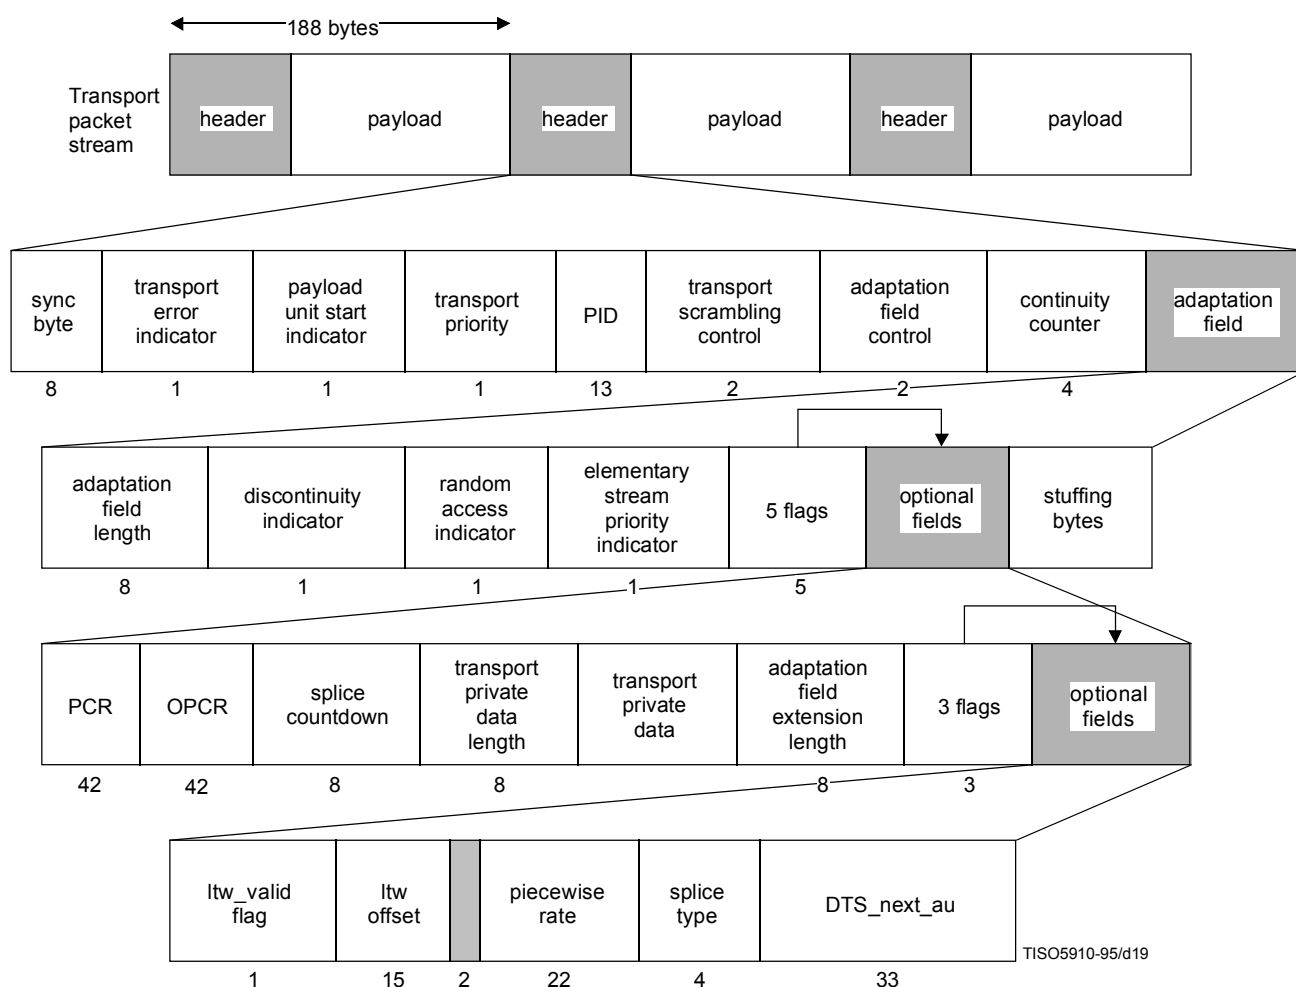 188 bytes
Transport
packet
stream
header
payload
header
payload
header
payload
sync
byte
transport
error
indicator
payload
unit start
indicator
transport
priority
PID
transport
scrambling
control
adaptation
field
control
continuity
counter
adaptation
field
8
1
1
1
13
2
2
4
adaptation
field
length
discontinuity
indicator
random
access
indicator
elementary
stream
priority
indicator
5 flags
optional
fields
stuffing
bytes
8
1
1
1
5
PCR
OPCR
splice
countdown
transport
private
data
length
transport
private
data
adaptation
field
extension
length
3 flags
optional
fields
42
42
8
8
8
3
ltw_valid
flag
ltw
offset
piecewise
rate
splice
type
DTS_next_au
TISO5910-95/d19
1
15
2
22
4
33